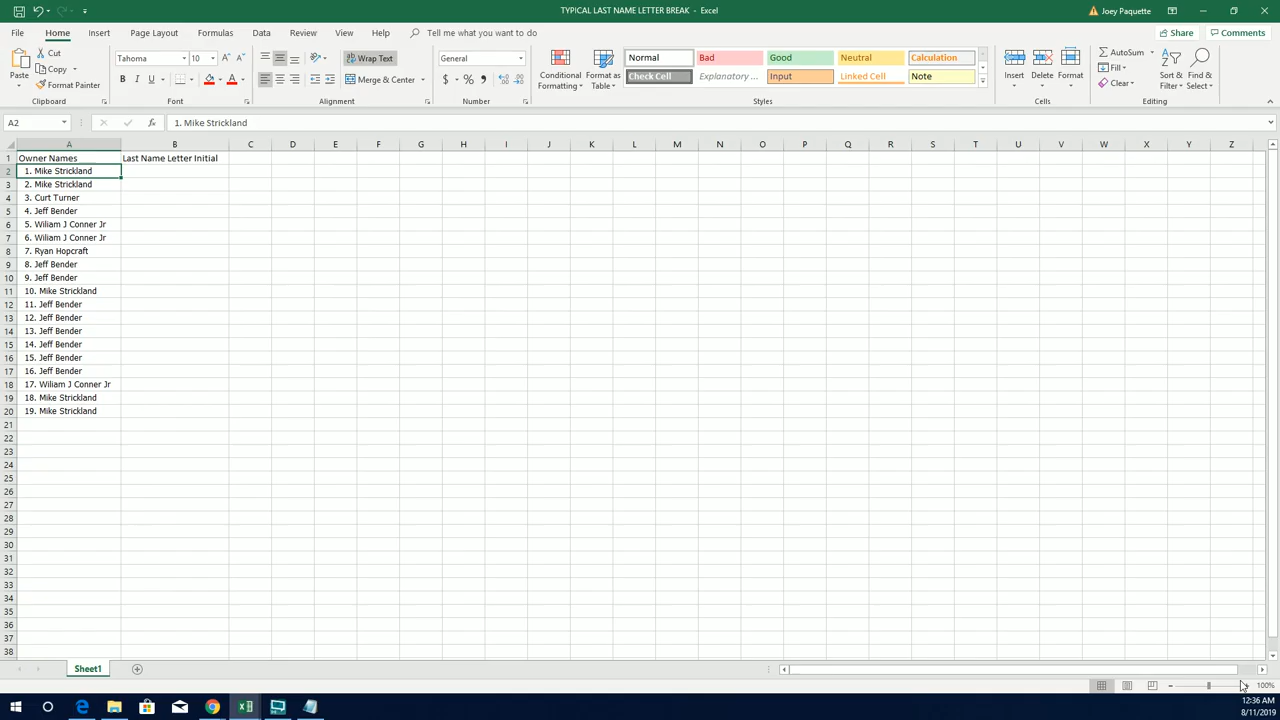 TYPICAL LAST NAME LETTER BREAK - Excel
Joey Paquette
File Home Insert Page Layout Formulas Data Review View Help Tell me what you want to do Share Comments
Paste Cut Copy Format Painter Clipboard
Tahoma 10 B I U Font
Wrap Text Merge & Center Alignment
General $ % , Number
Conditional Formatting Format as Table
Normal Bad Good Neutral Calculation
Check Cell Explanatory ... Input Linked Cell Note
Styles
Insert Delete Format Cells
AutoSum Fill Clear Sort & Filter Find & Select Editing
A2 fx 1. Mike Strickland
A B C D E F G H I J K L M N O P Q R S T U V W X Y Z
1 Owner Names Last Name Letter Initial
2 1. Mike Strickland
3 2. Mike Strickland
4 3. Curt Turner
5 4. Jeff Bender
6 5. Wiliam J Conner Jr
7 6. Wiliam J Conner Jr
8 7. Ryan Hopcraft
9 8. Jeff Bender
10 9. Jeff Bender
11 10. Mike Strickland
12 11. Jeff Bender
13 12. Jeff Bender
14 13. Jeff Bender
15 14. Jeff Bender
16 15. Jeff Bender
17 16. Jeff Bender
18 17. Wiliam J Conner Jr
19 18. Mike Strickland
20 19. Mike Strickland
21
22
23
24
25
26
27
28
29
30
31
32
33
34
35
36
37
38
Sheet1
100%
12:36 AM
8/11/2019